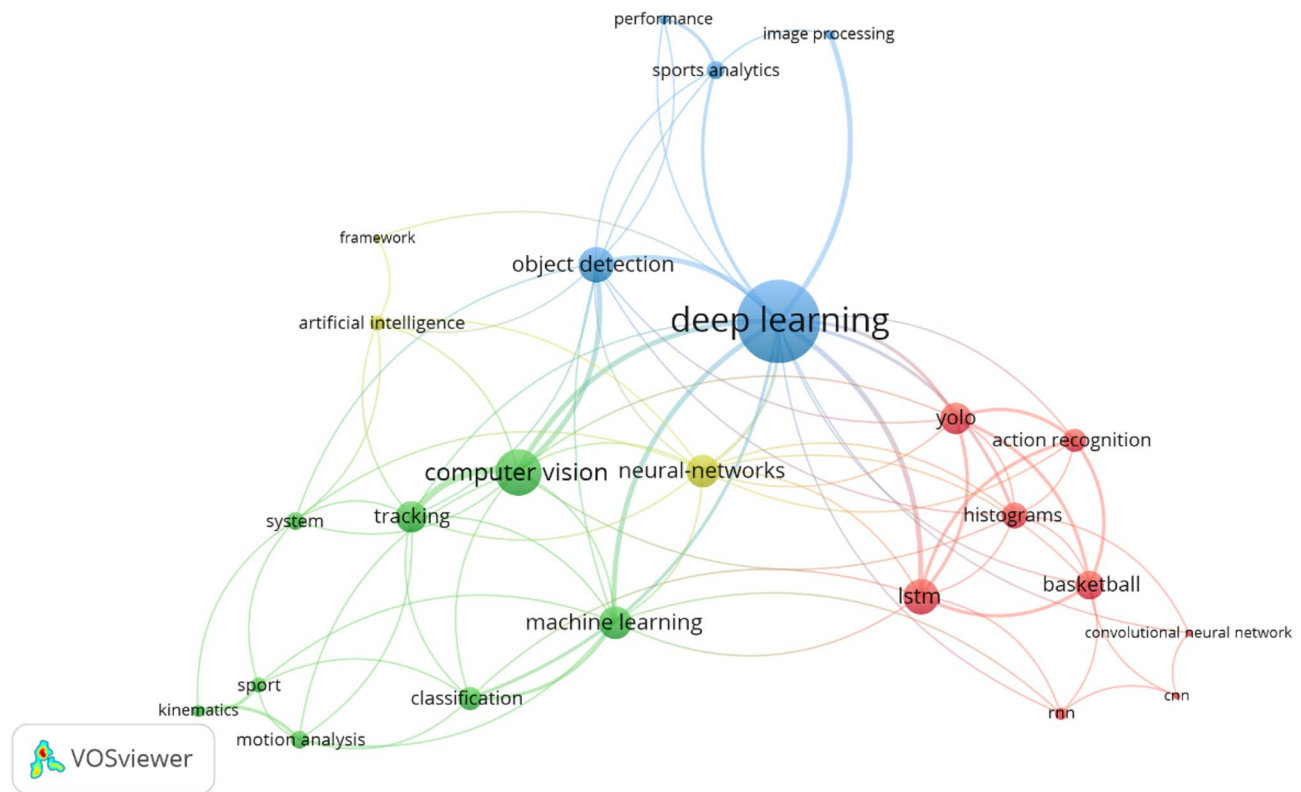 performance
image processing
sports analytics
framework
object detection
deep learning
artificial intelligence
yolo
action recognition
computer vision
neural-networks
system
tracking
histograms
basketball
lstm
machine learning
convolutional neural network
sport
classification
cnn
kinematics
rnn
motion analysis
VOSviewer